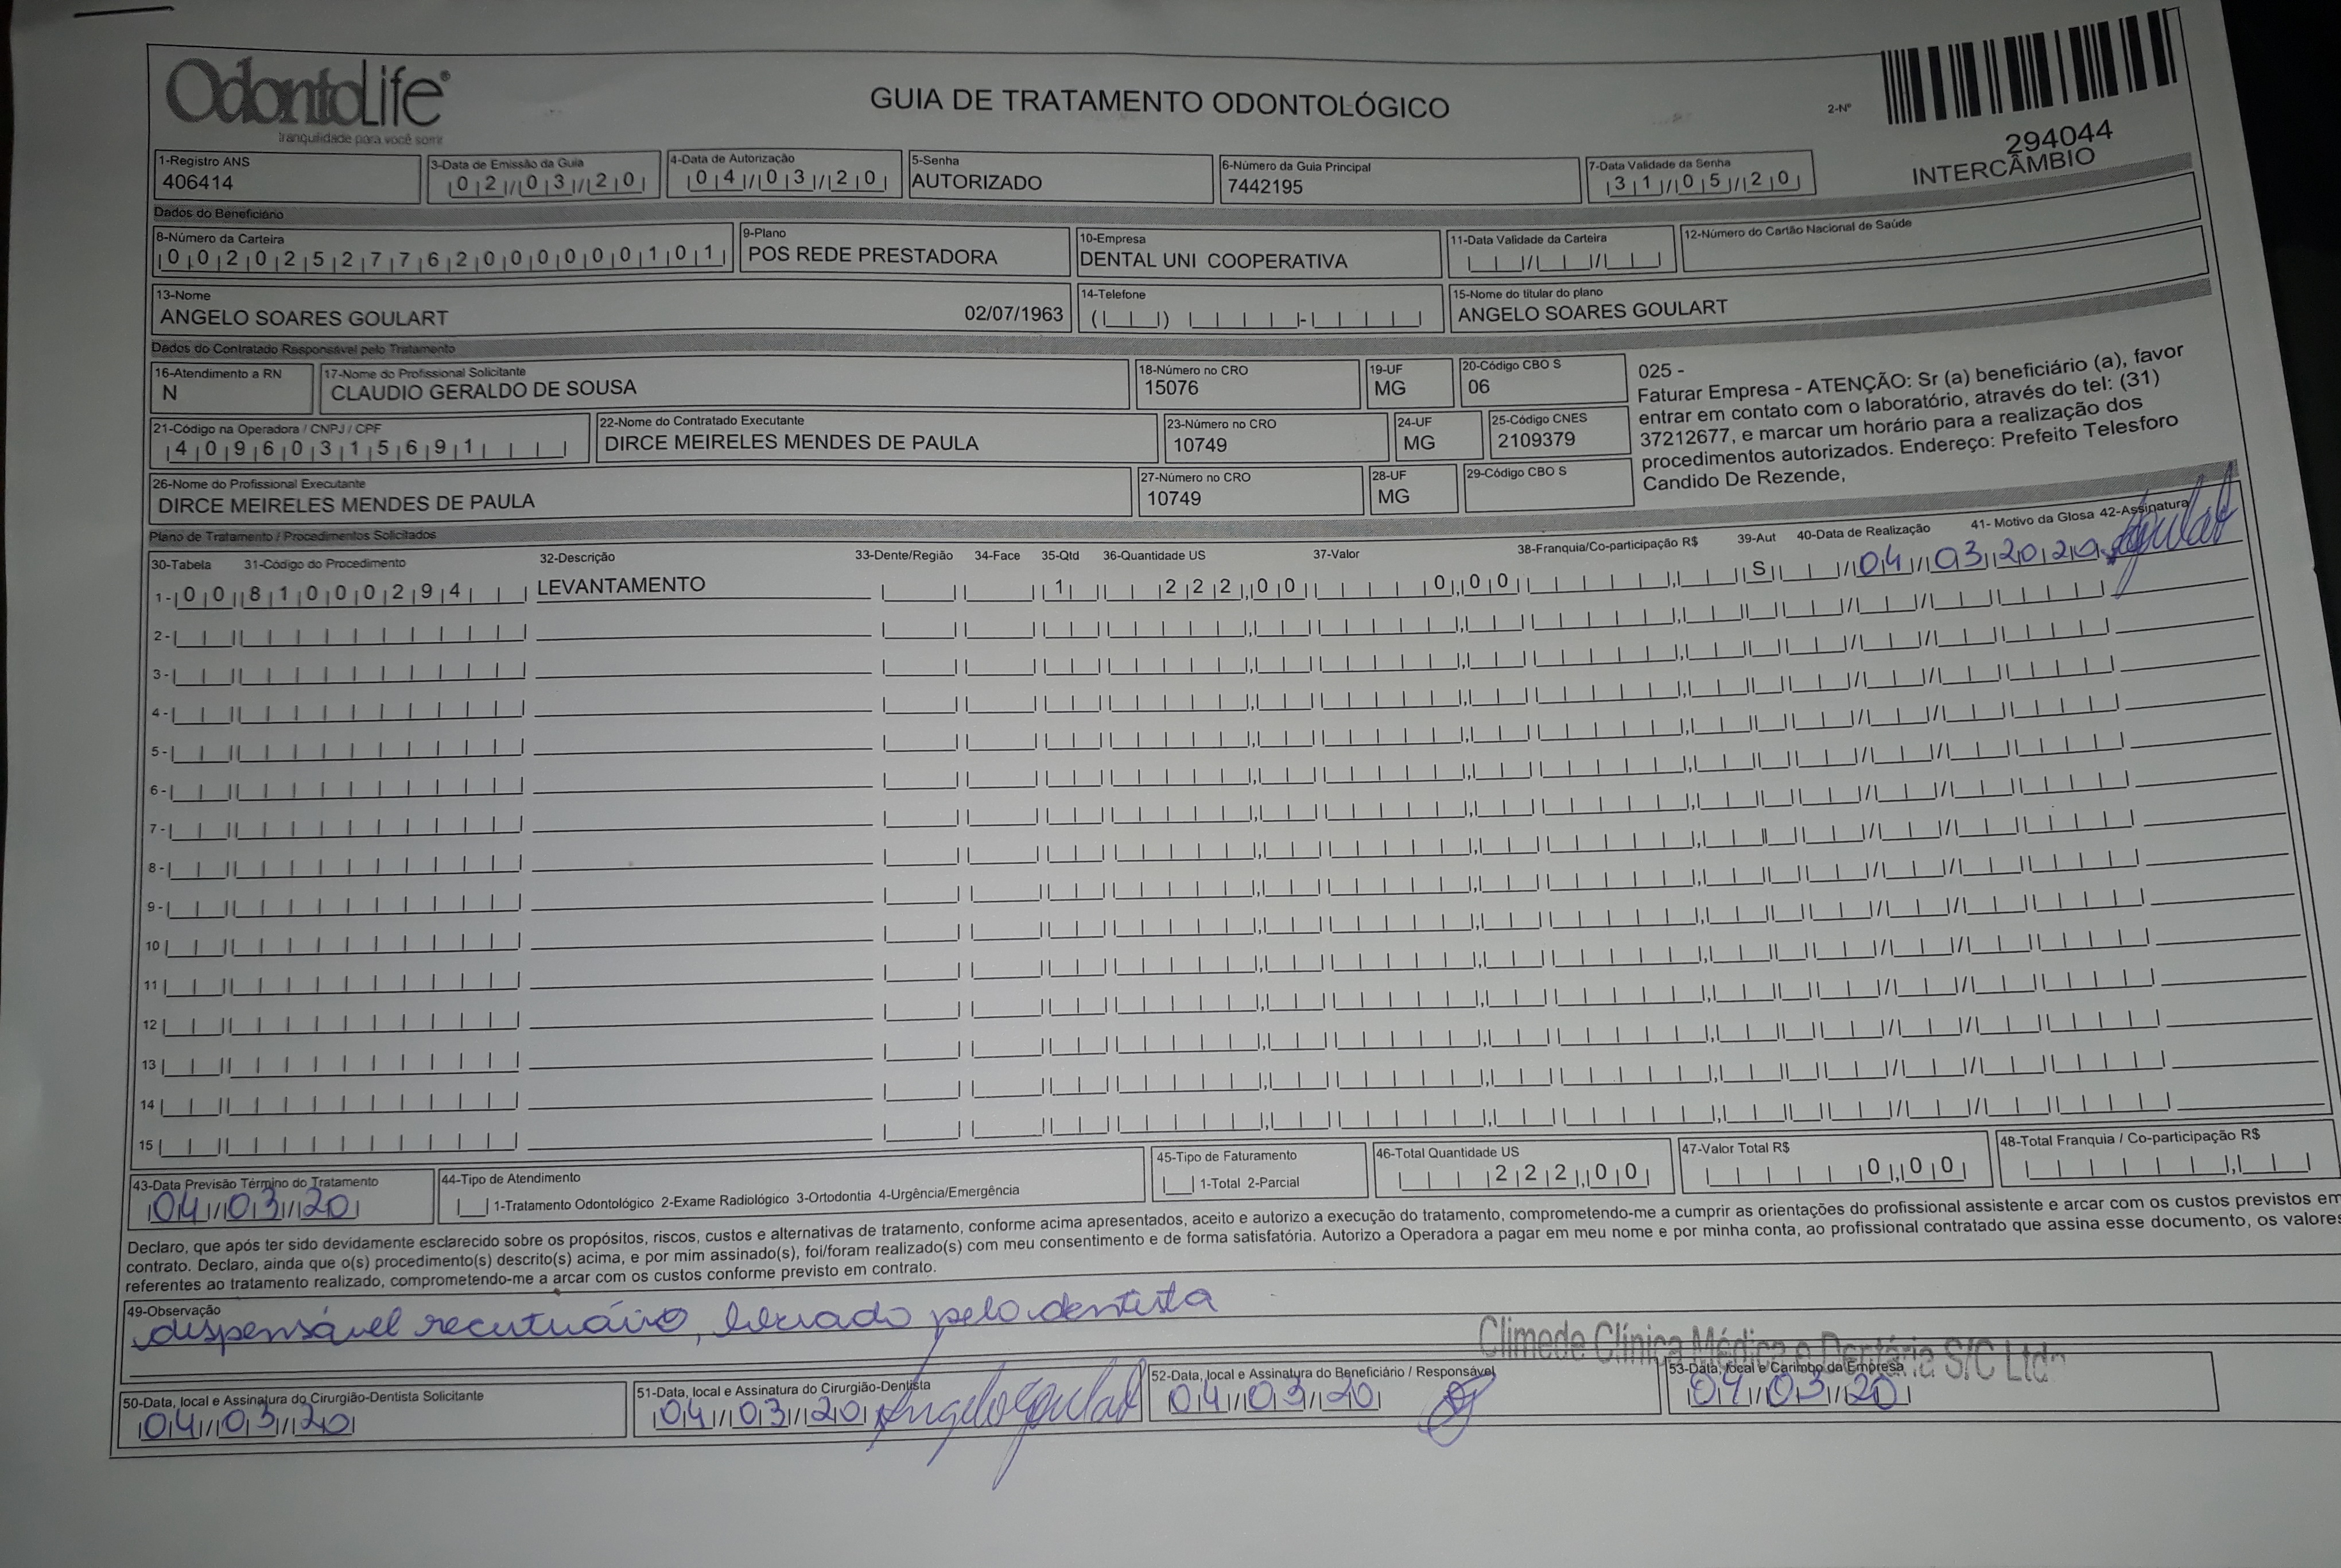 OdontoLife®
tranquilidade para você sorrir
GUIA DE TRATAMENTO ODONTOLÓGICO
2-Nº
294044
INTERCÂMBIO
1-Registro ANS
406414
3-Data de Emissão da Guia
02/03/20
4-Data de Autorização
04/03/20
5-Senha
AUTORIZADO
6-Número da Guia Principal
7442195
7-Data Validade da Senha
31/05/20
Dados do Beneficiário
8-Número da Carteira
00202527762000000101
9-Plano
POS REDE PRESTADORA
10-Empresa
DENTAL UNI COOPERATIVA
11-Data Validade da Carteira
12-Número do Cartão Nacional de Saúde
13-Nome
ANGELO SOARES GOULART 02/07/1963
14-Telefone
15-Nome do titular do plano
ANGELO SOARES GOULART
Dados do Contratado Responsável pelo Tratamento
16-Atendimento a RN
N
17-Nome do Profissional Solicitante
CLAUDIO GERALDO DE SOUSA
18-Número no CRO
15076
19-UF
MG
20-Código CBO S
06
025 -
Faturar Empresa - ATENÇÃO: Sr (a) beneficiário (a), favor
entrar em contato com o laboratório, através do tel: (31)
37212677, e marcar um horário para a realização dos
procedimentos autorizados. Endereço: Prefeito Telesforo
Candido De Rezende,
21-Código na Operadora / CNPJ / CPF
40960315691
22-Nome do Contratado Executante
DIRCE MEIRELES MENDES DE PAULA
23-Número no CRO
10749
24-UF
MG
25-Código CNES
2109379
26-Nome do Profissional Executante
DIRCE MEIRELES MENDES DE PAULA
27-Número no CRO
10749
28-UF
MG
29-Código CBO S
Plano de Tratamento / Procedimentos Solicitados
30-Tabela 31-Código do Procedimento 32-Descrição 33-Dente/Região 34-Face 35-Qtd 36-Quantidade US 37-Valor 38-Franquia/Co-participação R$ 39-Aut 40-Data de Realização 41- Motivo da Glosa 42-Assinatura
1- 00 81000294 LEVANTAMENTO 1 222,00 0,00 S 04/03/2020
2-
3-
4-
5-
6-
7-
8-
9-
10
11
12
13
14
15
43-Data Previsão Término do Tratamento
04/03/20
44-Tipo de Atendimento
1-Tratamento Odontológico 2-Exame Radiológico 3-Ortodontia 4-Urgência/Emergência
45-Tipo de Faturamento
1-Total 2-Parcial
46-Total Quantidade US
222,00
47-Valor Total R$
0,00
48-Total Franquia / Co-participação R$
Declaro, que após ter sido devidamente esclarecido sobre os propósitos, riscos, custos e alternativas de tratamento, conforme acima apresentados, aceito e autorizo a execução do tratamento, comprometendo-me a cumprir as orientações do profissional assistente e arcar com os custos previstos em
contrato. Declaro, ainda que o(s) procedimento(s) descrito(s) acima, e por mim assinado(s), foi/foram realizado(s) com meu consentimento e de forma satisfatória. Autorizo a Operadora a pagar em meu nome e por minha conta, ao profissional contratado que assina esse documento, os valores
referentes ao tratamento realizado, comprometendo-me a arcar com os custos conforme previsto em contrato.
49-Observação
dispensável pelo dentista
Climede Clínica Médica e Dentária S/C Ltda
50-Data, local e Assinatura do Cirurgião-Dentista Solicitante
04/03/20
51-Data, local e Assinatura do Cirurgião-Dentista
04/03/20 Angelo Goulart
52-Data, local e Assinatura do Beneficiário / Responsável
04/03/20
53-Data, local e Carimbo da Empresa
04/03/20